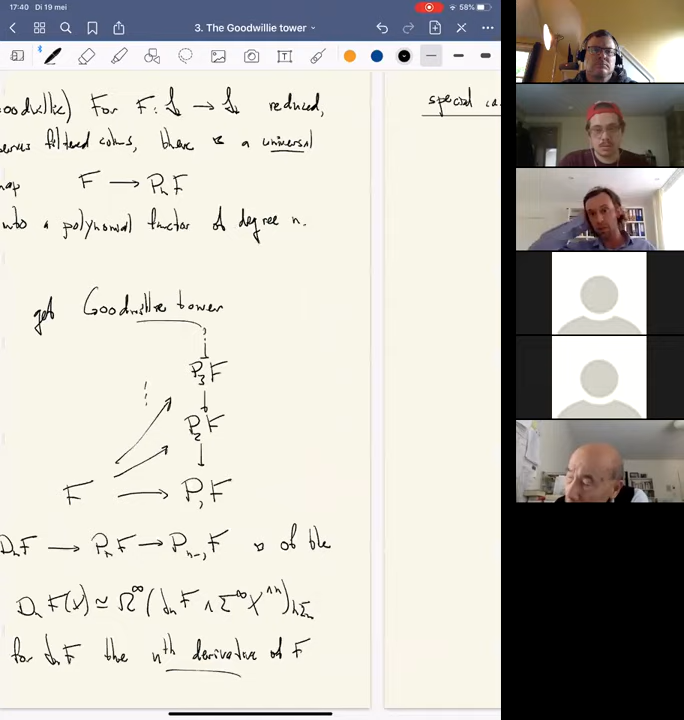 17:40 Di 19 mei
58%
3. The Goodwillie tower
oodwillie) For F: S* → S* reduced,
serves filtered colims, there is a universal
map F → PnF
into a polynomial functor of degree n.
special ca
get Goodwillie tower
P3F
P2F
F → P1F
DnF → PnF → Pn-1F is of the
DnF(X) ≃ Ω∞(∂nF ∧ Σ∞X^∧n)hΣn
for ∂nF the nth derivative of F